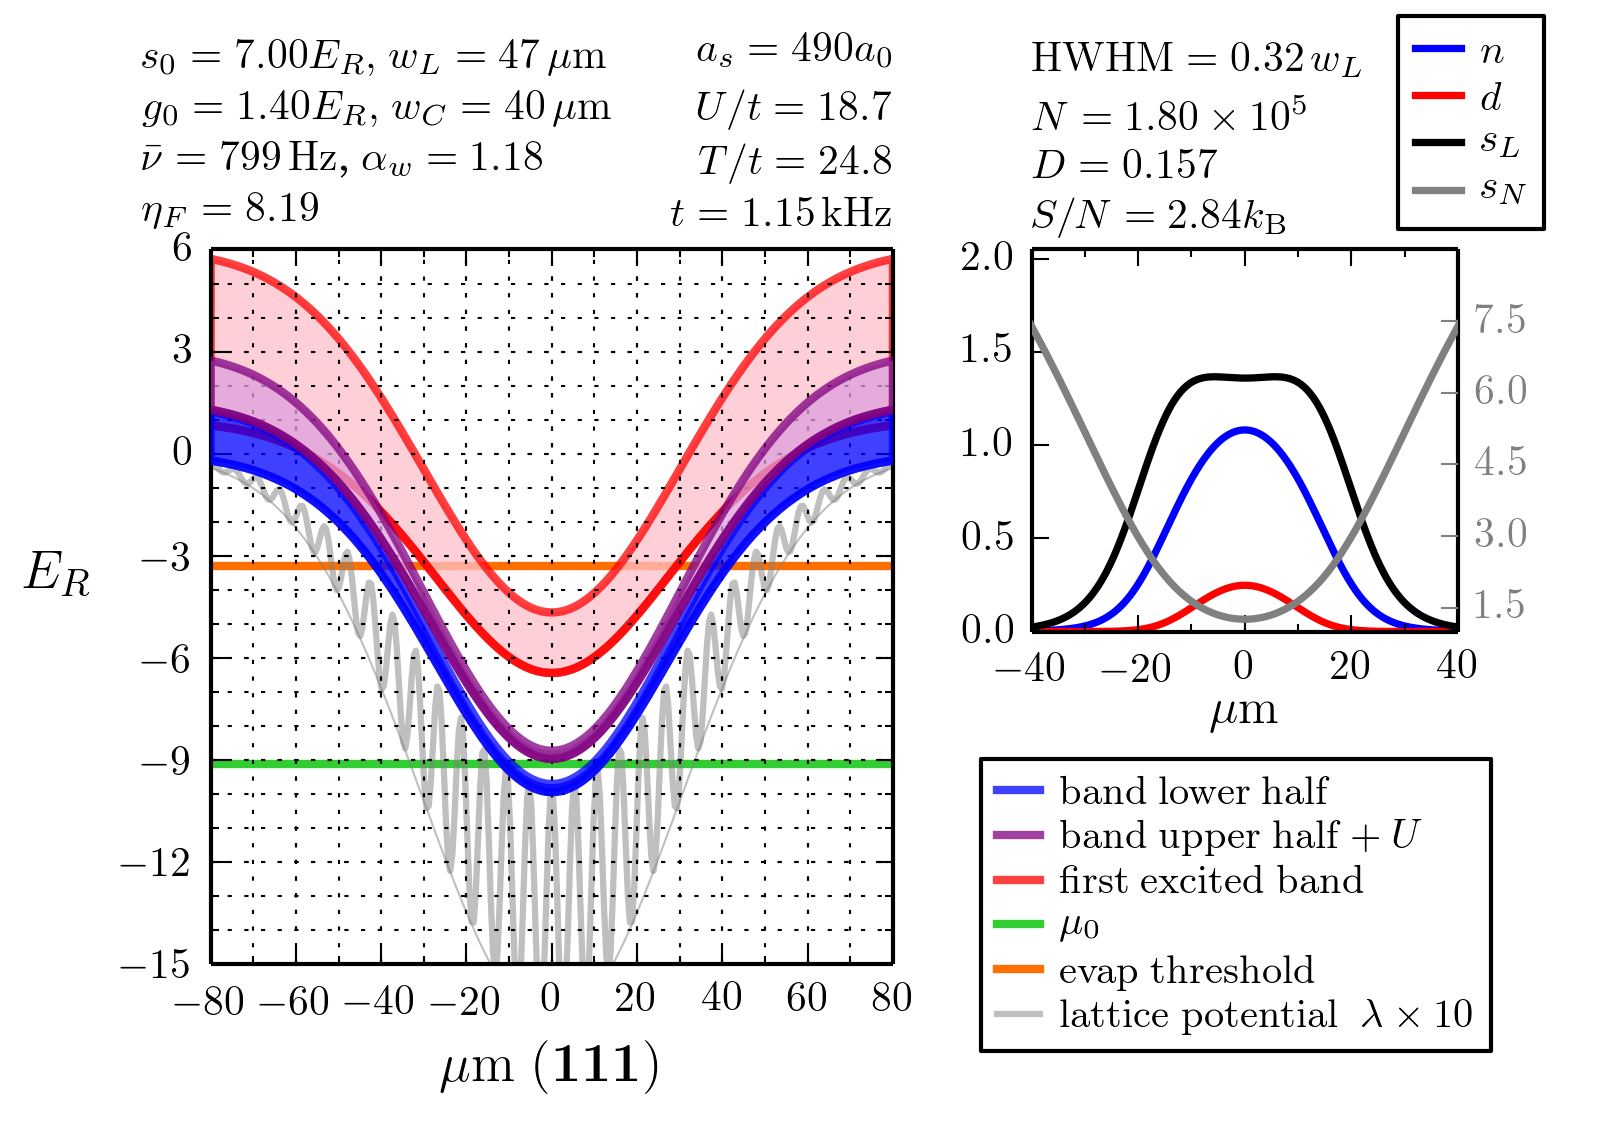 s₀ = 7.00E_R, w_L = 47 μm
g₀ = 1.40E_R, w_C = 40 μm
ν̄ = 799 Hz, α_w = 1.18
η_F = 8.19
a_s = 490a₀
U/t = 18.7
T/t = 24.8
t = 1.15 kHz
HWHM = 0.32 w_L
N = 1.80 × 10⁵
D = 0.157
S/N = 2.84k_B
n
d
s_L
s_N
E_R
6
3
0
−3
−6
−9
−12
−15
−80 −60 −40 −20 0 20 40 60 80
μm (111)
2.0
1.5
1.0
0.5
0.0
7.5
6.0
4.5
3.0
1.5
−40 −20 0 20 40
μm
band lower half
band upper half + U
first excited band
μ₀
evap threshold
lattice potential λ × 10